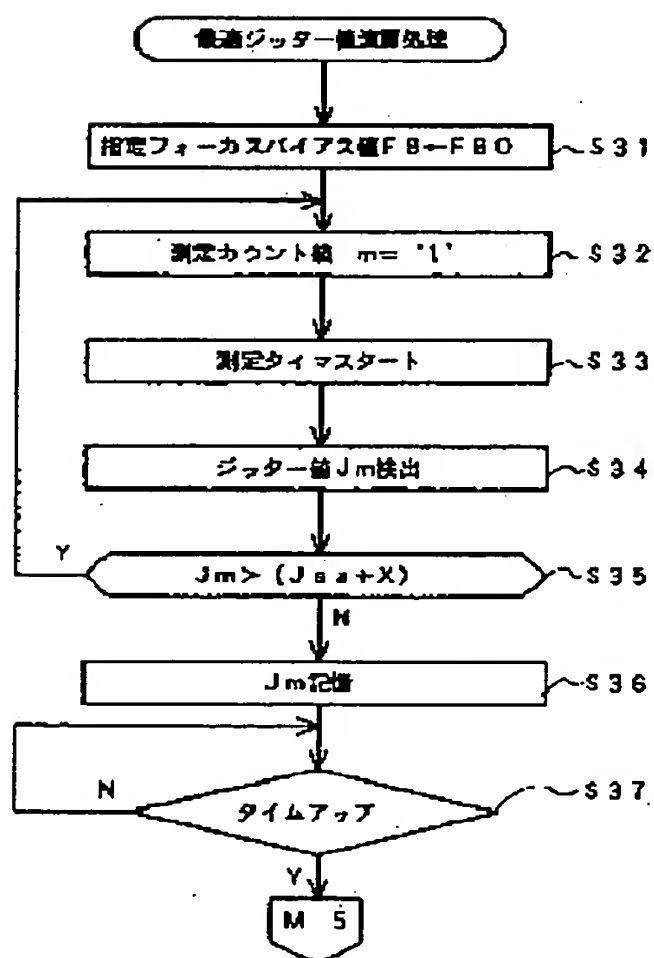 最適ジッター値演算処理
指定フォーカスバイアス値FB←FB0 S31
測定カウント値 m= '1' S32
測定タイマスタート S33
ジッター値Jm検出 S34
Y
Jm> (Jsa+X) S35
N
Jm記憶 S36
N
タイムアップ S37
Y
M 5